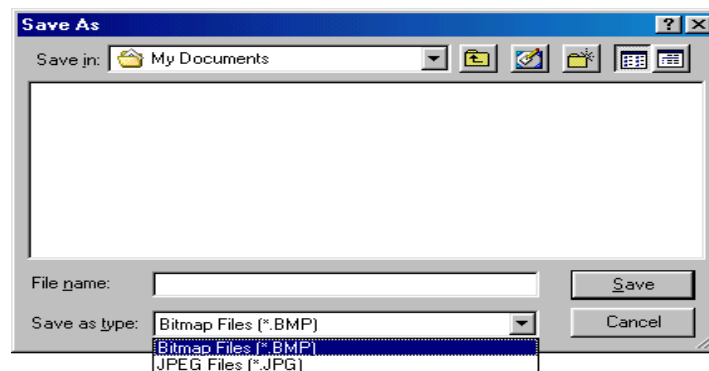 Save As
Save in: My Documents
File name:
Save
Save as type: Bitmap Files (*.BMP)
Cancel
Bitmap Files (*.BMP)
JPEG Files (*.JPG)